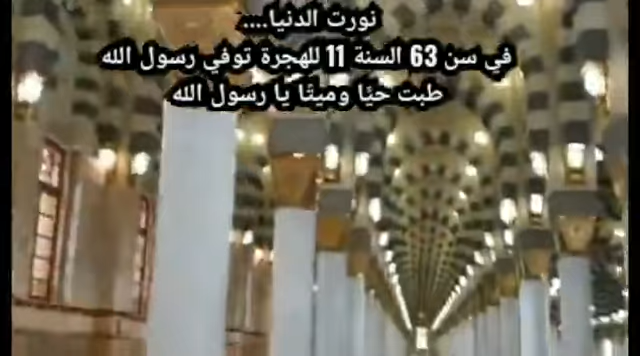 نورت الدنيا....
في سن 63 السنة 11 للهجرة توفي رسول الله
طبت حيًا وميتًا يا رسول الله